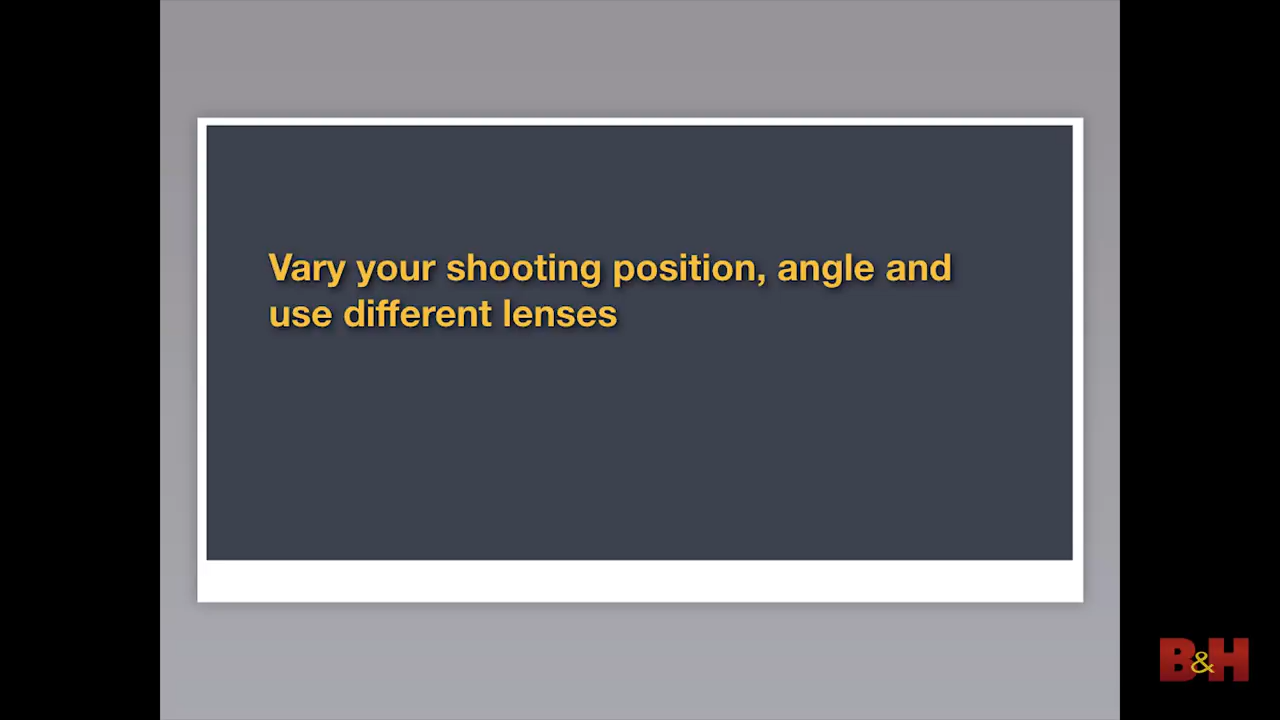 Vary your shooting position, angle and
use different lenses
B&H